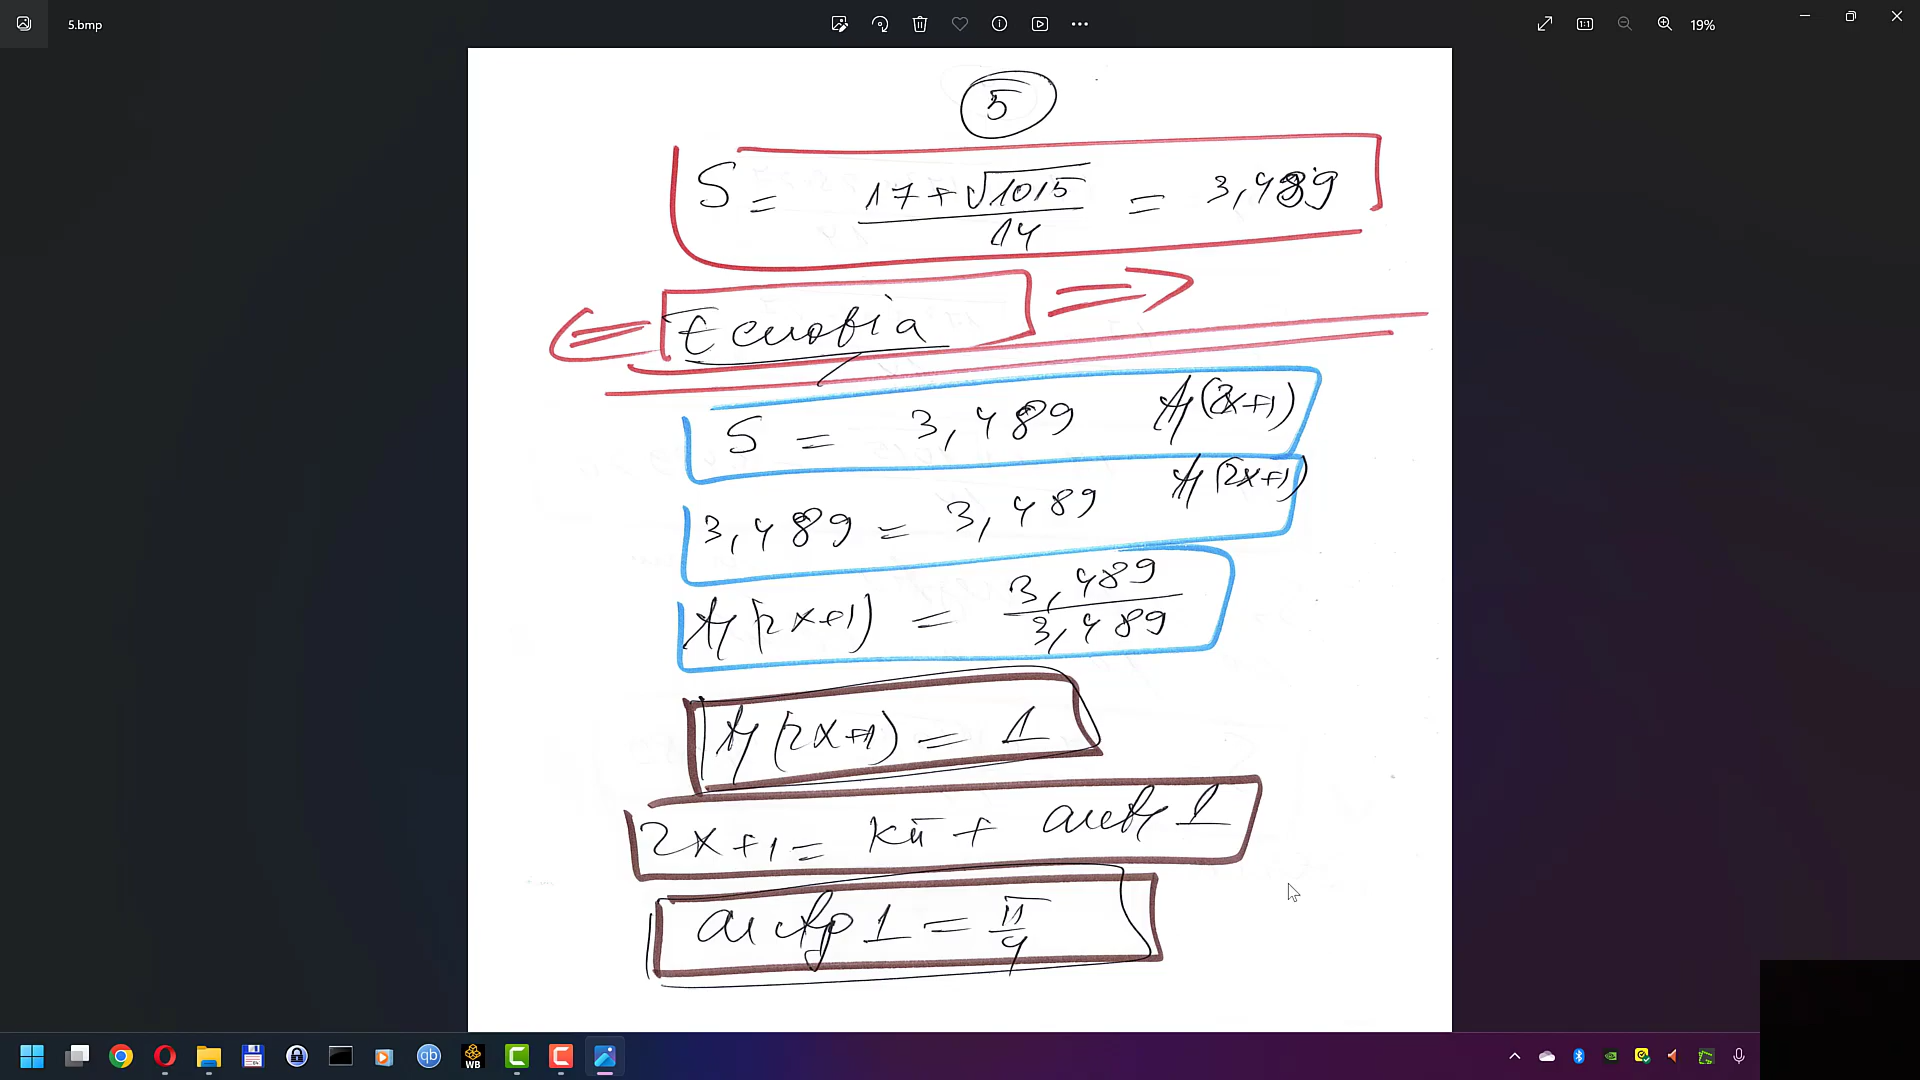 5.bmp
19%
5
S = 17+√1015 / 14 = 3,489
S = 3,489 tg(2x+1)
3,489 = 3,489 tg(2x+1)
tg(2x+1) = 3,489 / 3,489
tg(2x+1) = 1
2x+1 = kπ + arctg 1
arctg 1 = π/4
qb
WB